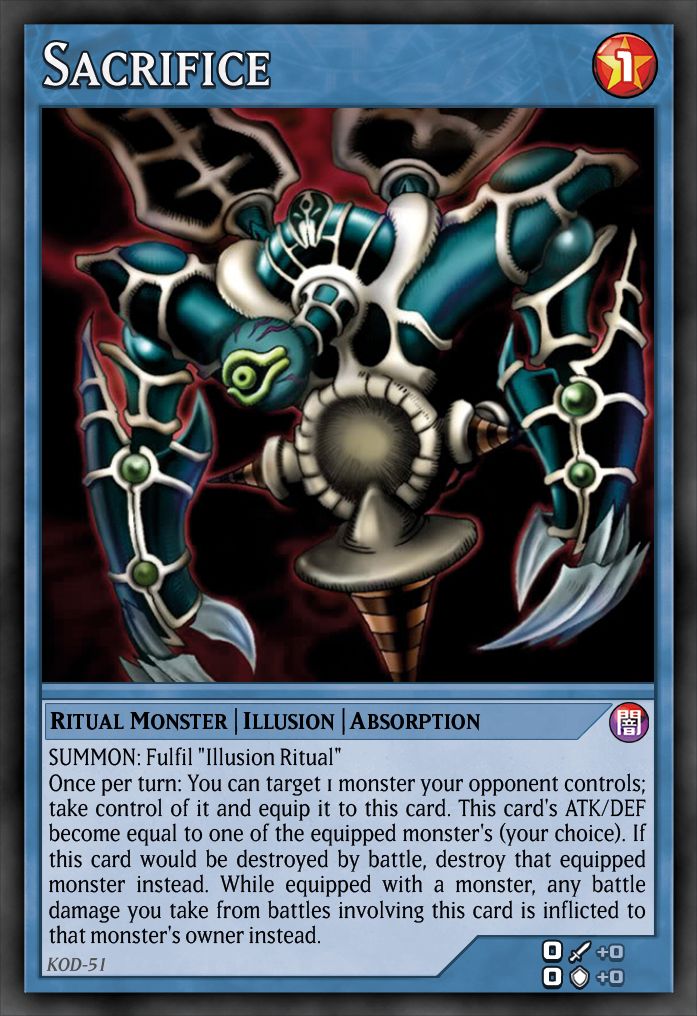 Sacrifice
1
Ritual Monster | Illusion | Absorption
闇
SUMMON: Fulfil "Illusion Ritual"
Once per turn: You can target 1 monster your opponent controls;
take control of it and equip it to this card. This card's ATK/DEF
become equal to one of the equipped monster's (your choice). If
this card would be destroyed by battle, destroy that equipped
monster instead. While equipped with a monster, any battle
damage you take from battles involving this card is inflicted to
that monster's owner instead.
0 +0
KOD-51
0 +0